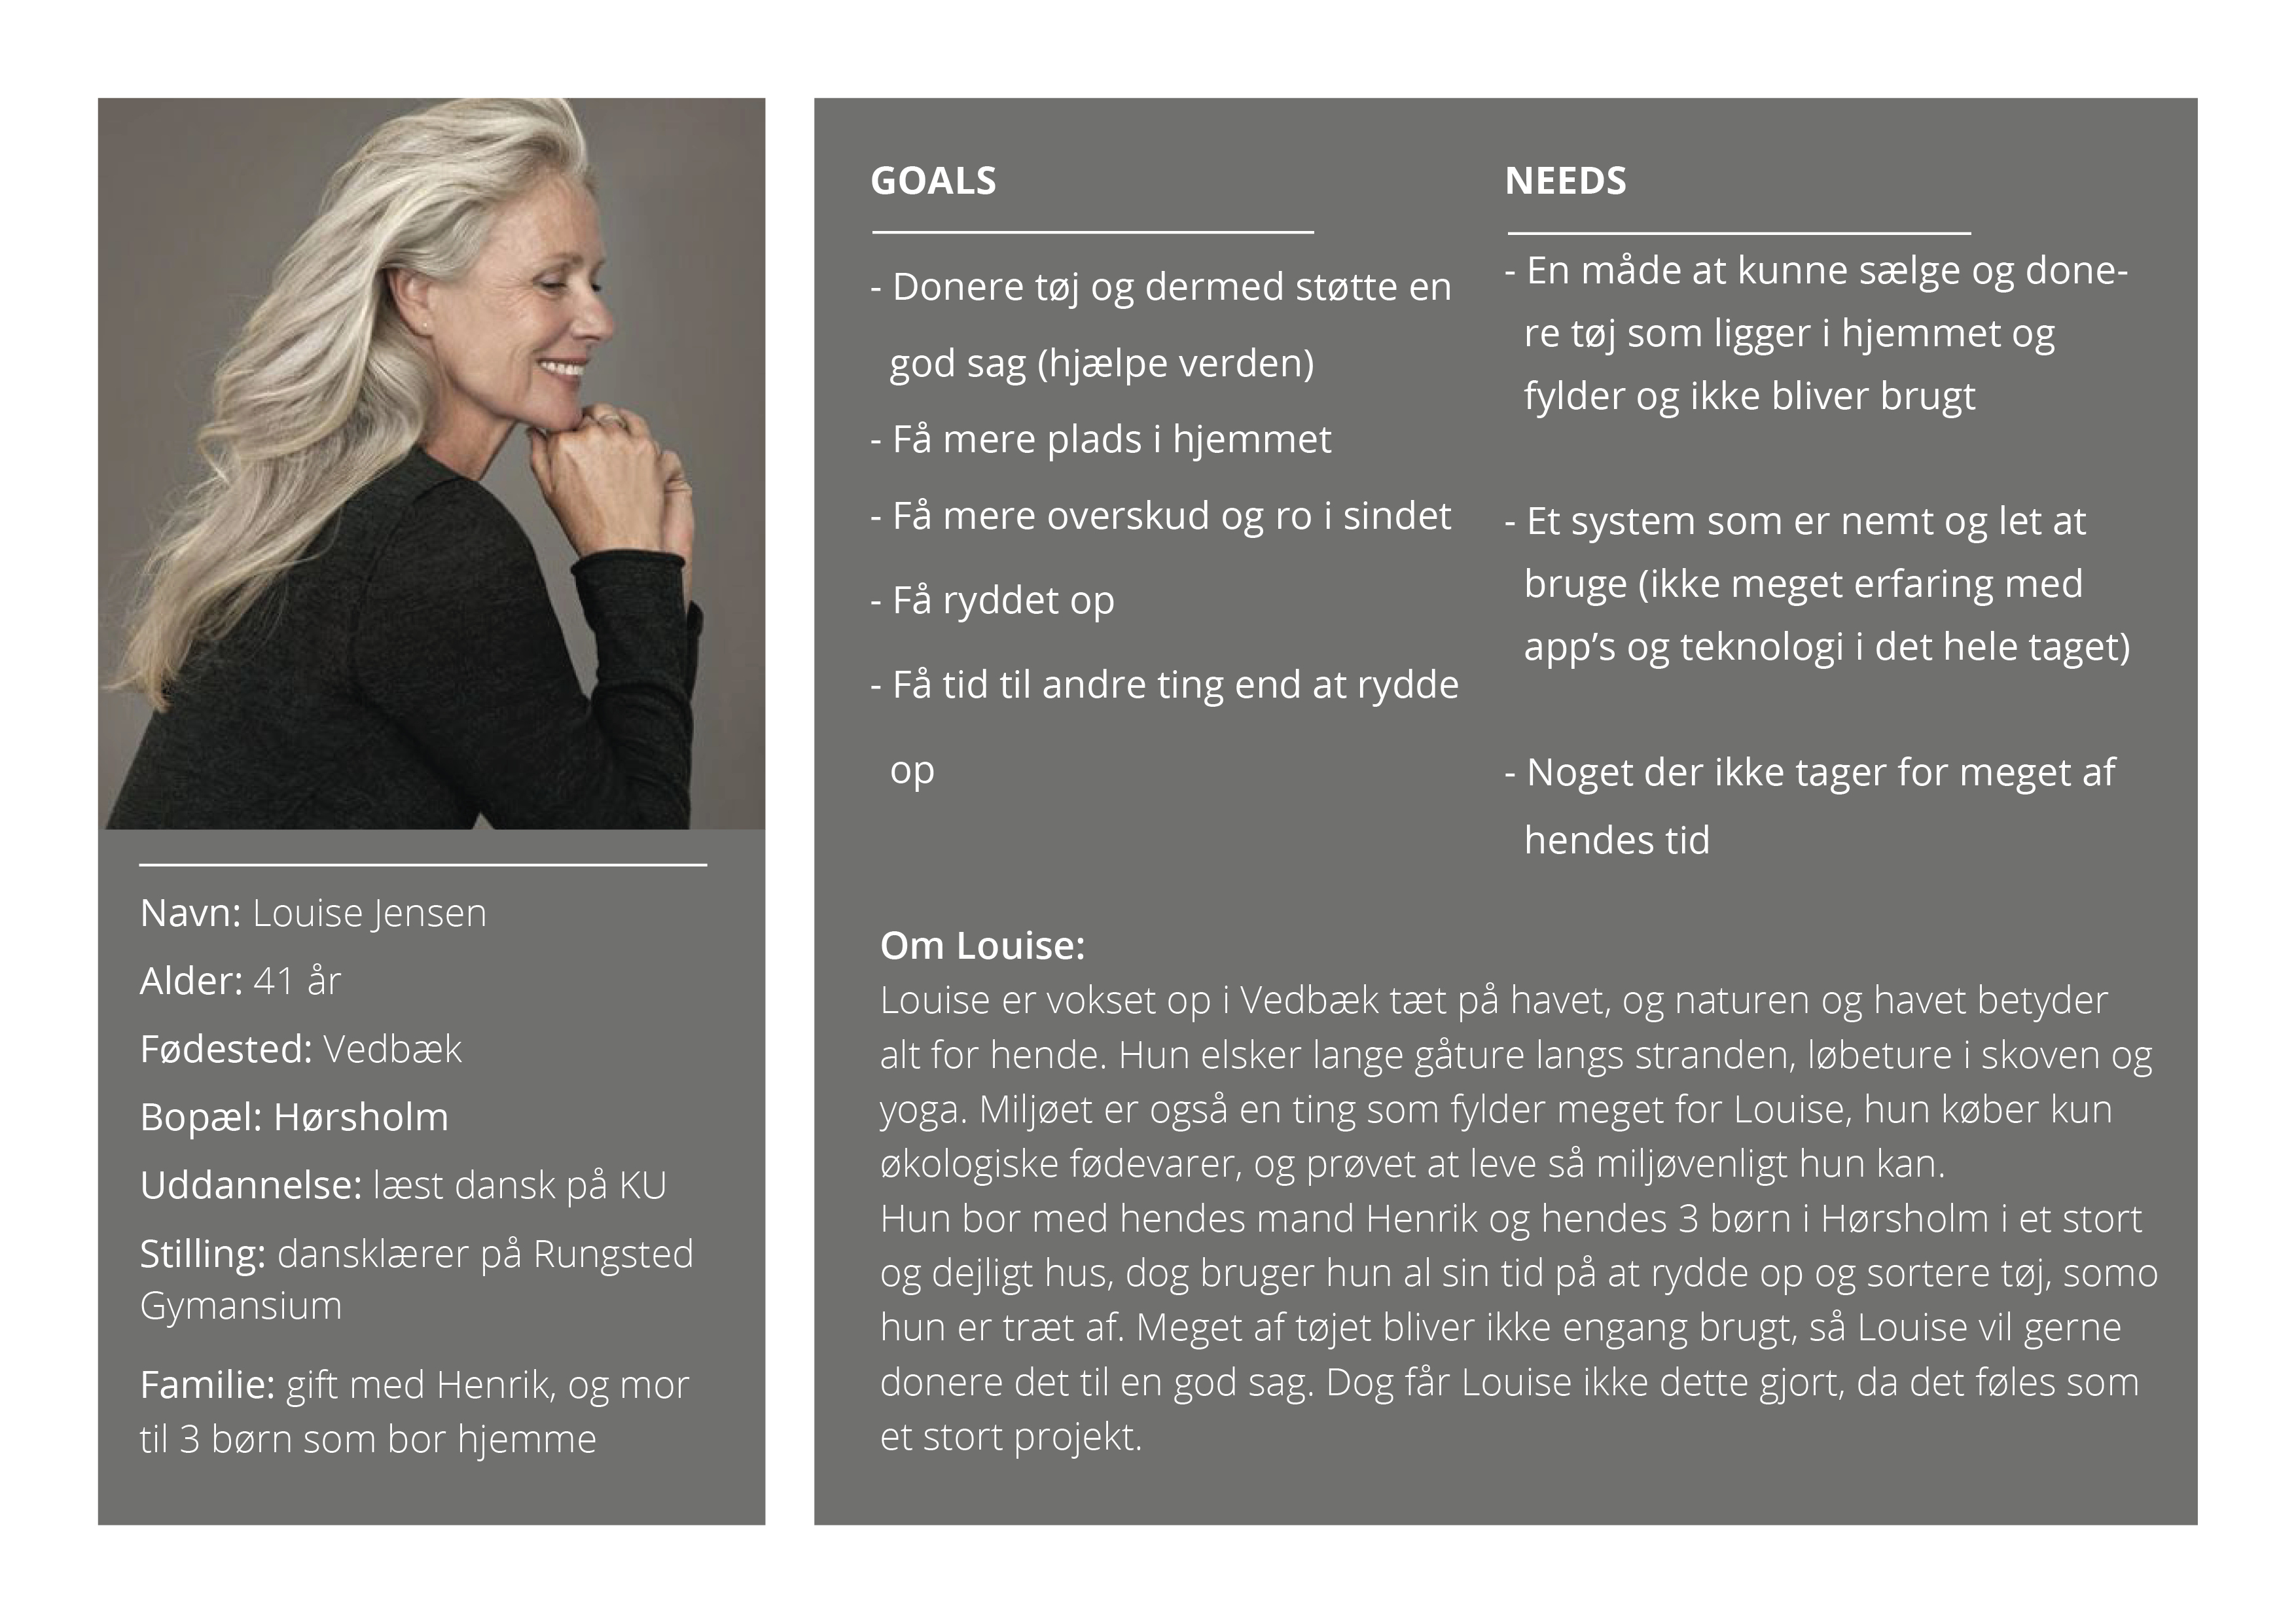 Navn: Louise Jensen
Alder: 41 år
Fødested: Vedbæk
Bopæl: Hørsholm
Uddannelse: læst dansk på KU
Stilling: dansklærer på Rungsted
Gymansium
Familie: gift med Henrik, og mor
til 3 børn som bor hjemme
GOALS
- Donere tøj og dermed støtte en
god sag (hjælpe verden)
- Få mere plads i hjemmet
- Få mere overskud og ro i sindet
- Få ryddet op
- Få tid til andre ting end at rydde
op
NEEDS
- En måde at kunne sælge og done-
re tøj som ligger i hjemmet og
fylder og ikke bliver brugt
- Et system som er nemt og let at
bruge (ikke meget erfaring med
app’s og teknologi i det hele taget)
- Noget der ikke tager for meget af
hendes tid
Om Louise:
Louise er vokset op i Vedbæk tæt på havet, og naturen og havet betyder
alt for hende. Hun elsker lange gåture langs stranden, løbeture i skoven og
yoga. Miljøet er også en ting som fylder meget for Louise, hun køber kun
økologiske fødevarer, og prøvet at leve så miljøvenligt hun kan.
Hun bor med hendes mand Henrik og hendes 3 børn i Hørsholm i et stort
og dejligt hus, dog bruger hun al sin tid på at rydde op og sortere tøj, somo
hun er træt af. Meget af tøjet bliver ikke engang brugt, så Louise vil gerne
donere det til en god sag. Dog får Louise ikke dette gjort, da det føles som
et stort projekt.